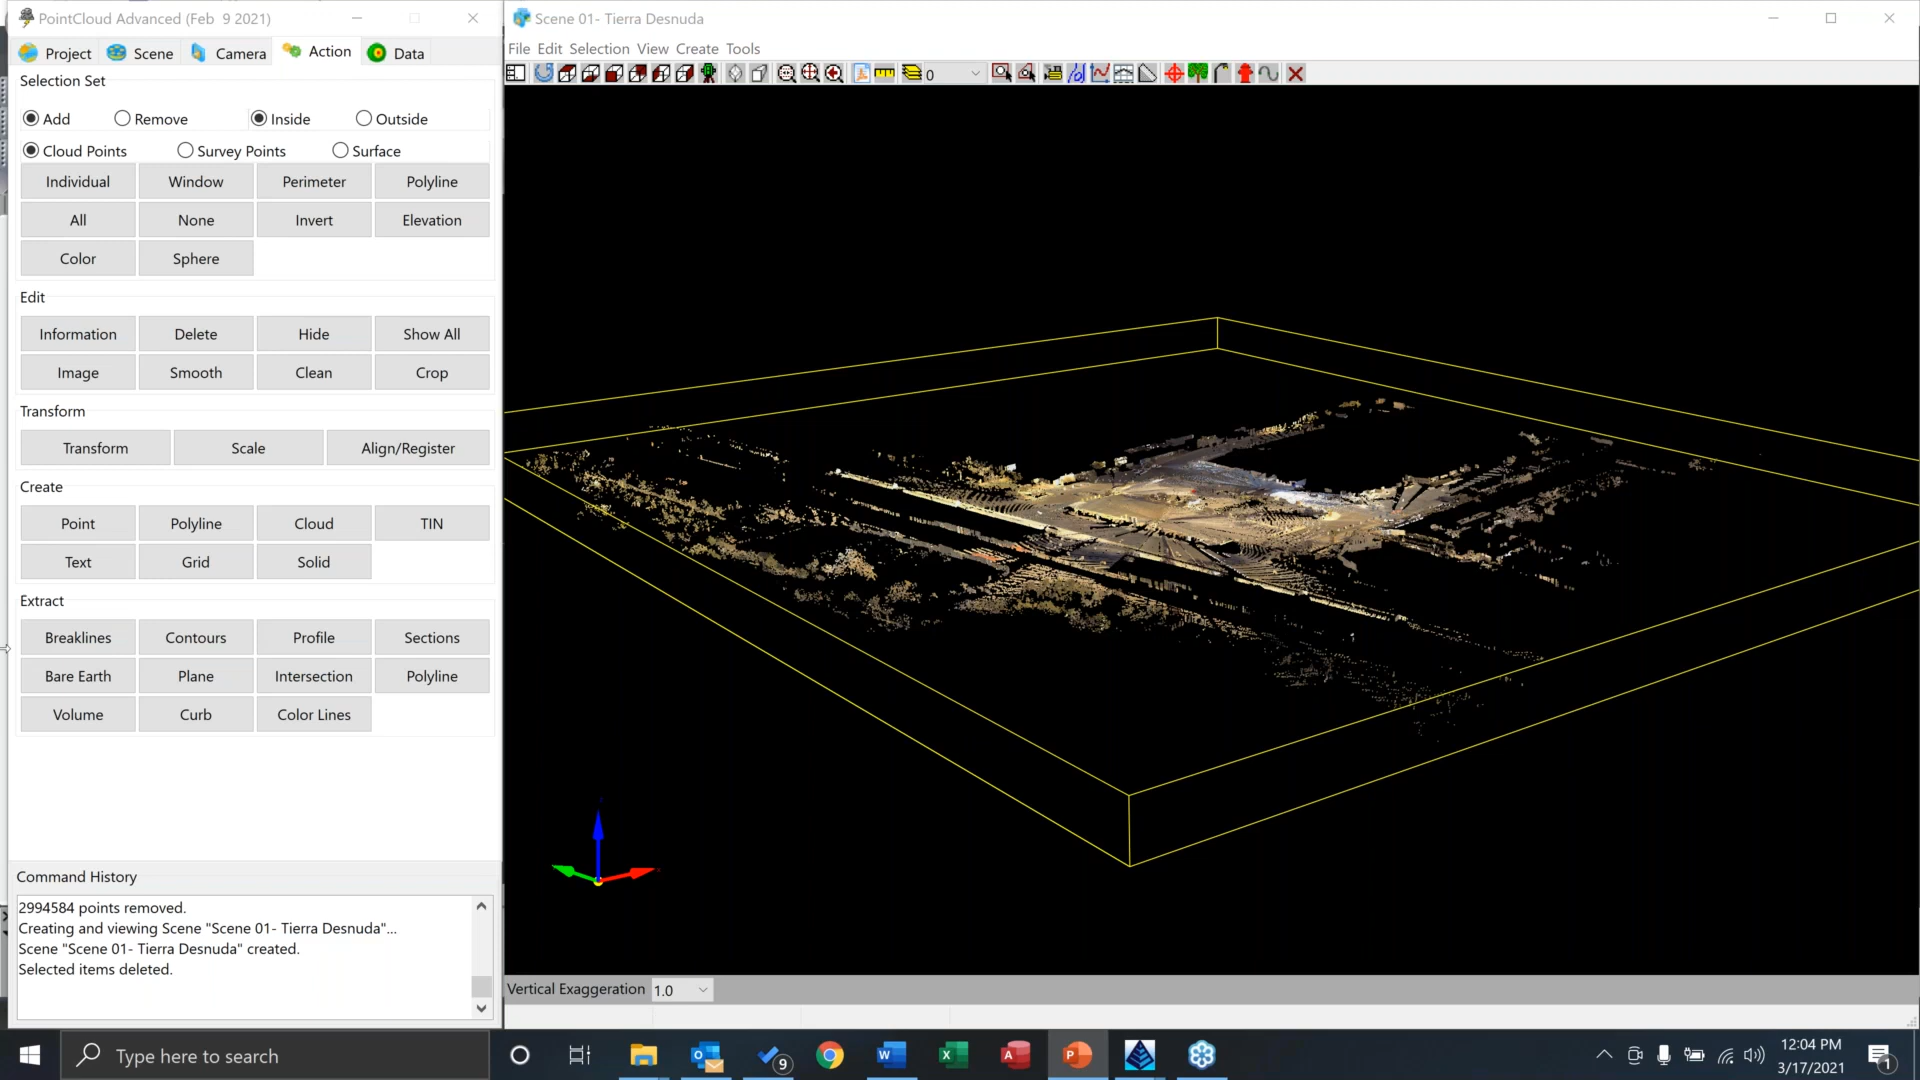 PointCloud Advanced (Feb  9 2021)
Project Scene Camera Action Data
Selection Set
Add Remove Inside Outside
Cloud Points Survey Points Surface
Individual Window Perimeter Polyline
All None Invert Elevation
Color Sphere
Edit
Information Delete Hide Show All
Image Smooth Clean Crop
Transform
Transform Scale Align/Register
Create
Point Polyline Cloud TIN
Text Grid Solid
Extract
Breaklines Contours Profile Sections
Bare Earth Plane Intersection Polyline
Volume Curb Color Lines
Command History
2994584 points removed.
Creating and viewing Scene "Scene 01- Tierra Desnuda"...
Scene "Scene 01- Tierra Desnuda" created.
Selected items deleted.
Scene 01- Tierra Desnuda
File Edit Selection View Create Tools
0
Vertical Exaggeration 1.0
Type here to search
9
12:04 PM
3/17/2021
1